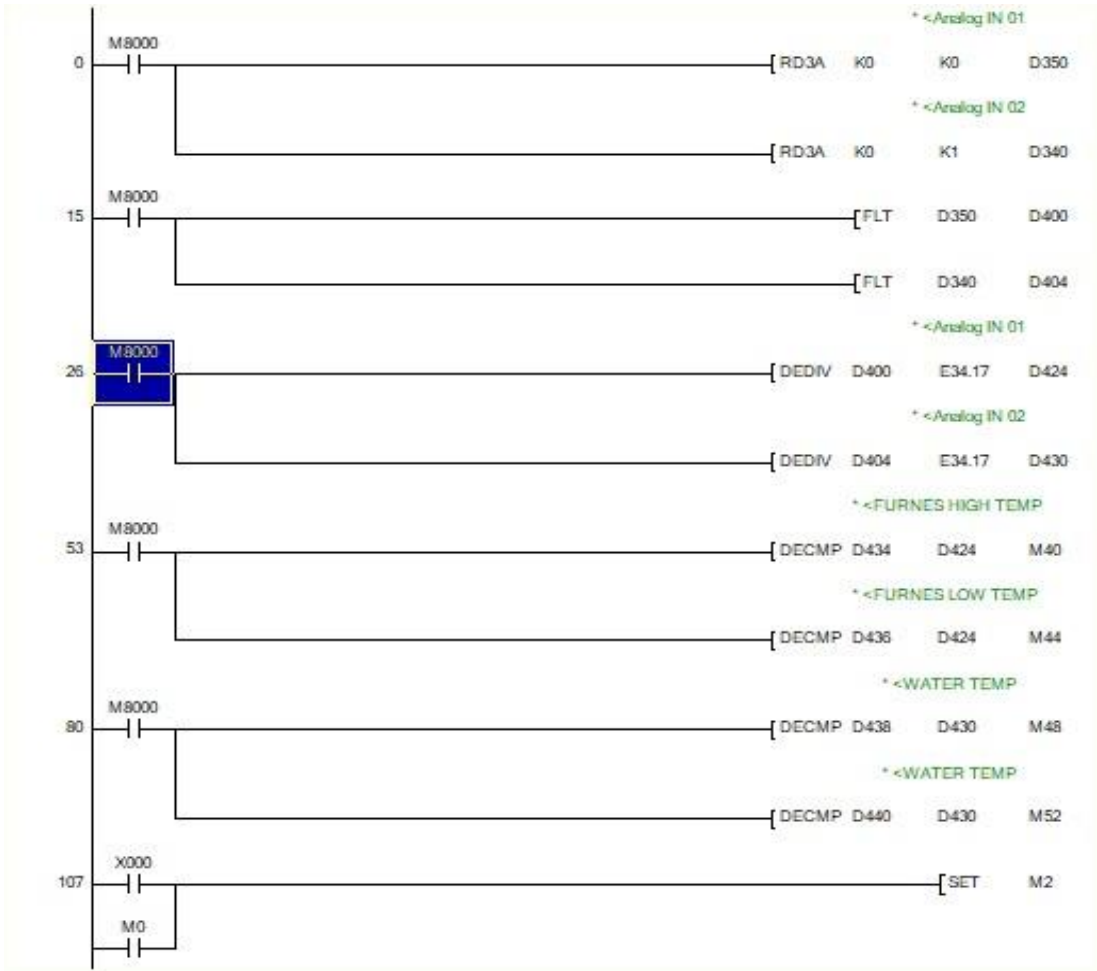 * <Analog IN 01
M8000
0 [ RD3A K0 K0 D350
* <Analog IN 02
[ RD3A K0 K1 D340
M8000
15 [ FLT D350 D400
[ FLT D340 D404
* <Analog IN 01
M8000
26 [ DEDIV D400 E34.17 D424
* <Analog IN 02
[ DEDIV D404 E34.17 D430
* <FURNES HIGH TEMP
M8000
53 [ DECMP D434 D424 M40
* <FURNES LOW TEMP
[ DECMP D436 D424 M44
* <WATER TEMP
M8000
80 [ DECMP D438 D430 M48
* <WATER TEMP
[ DECMP D440 D430 M52
X000
107 [ SET M2
M0